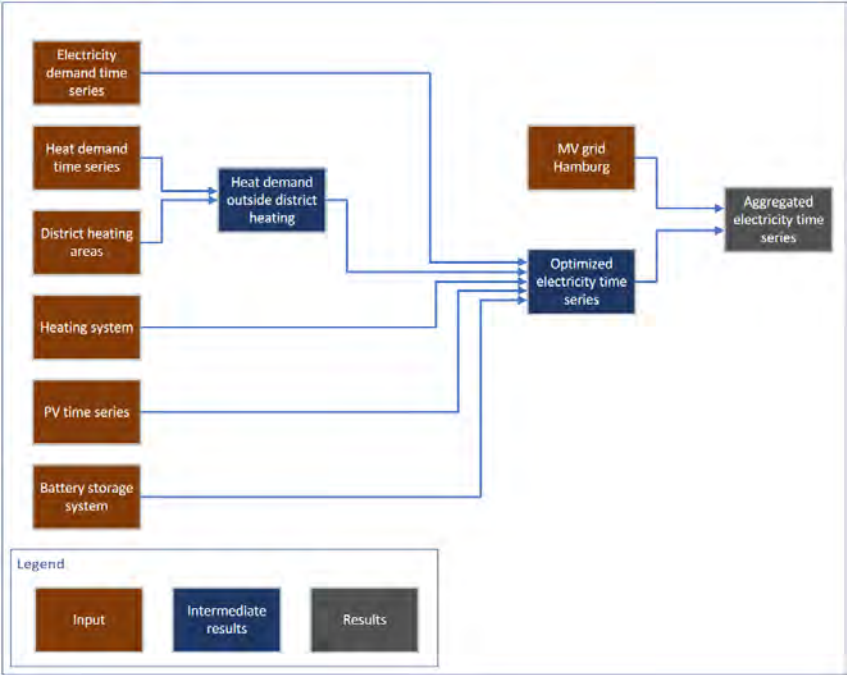 Electricity
demand time
series
Heat demand
time series
District heating
areas
Heating system
PV time series
Battery storage
system
Heat demand
outside district
heating
MV grid
Hamburg
Optimized
electricity time
series
Aggregated
electricity time
series
Legend
Input
Intermediate
results
Results